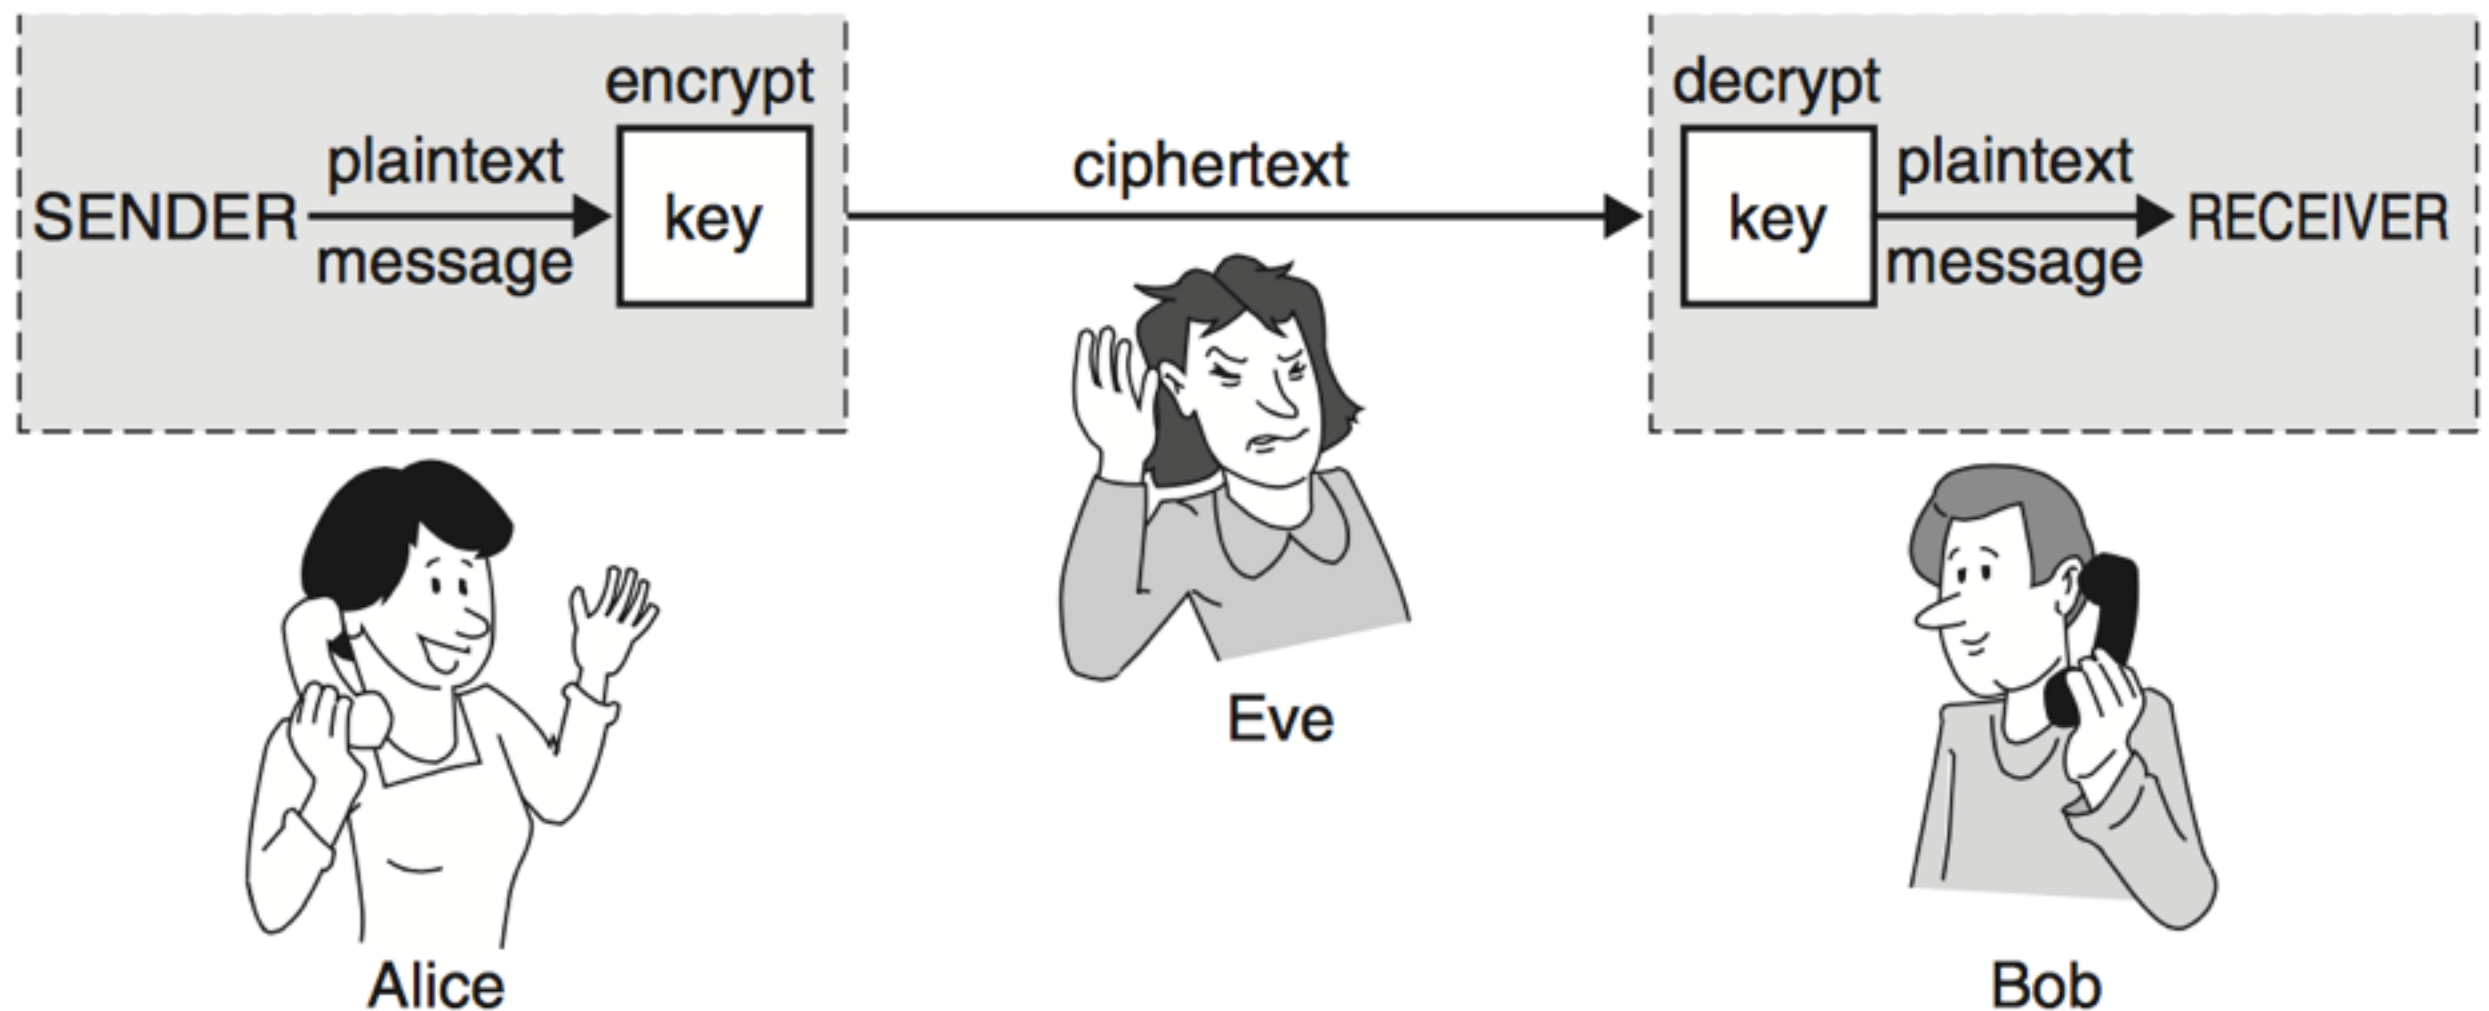 encrypt
plaintext
SENDER
message
key
ciphertext
decrypt
key
plaintext
message
RECEIVER
Eve
Alice
Bob